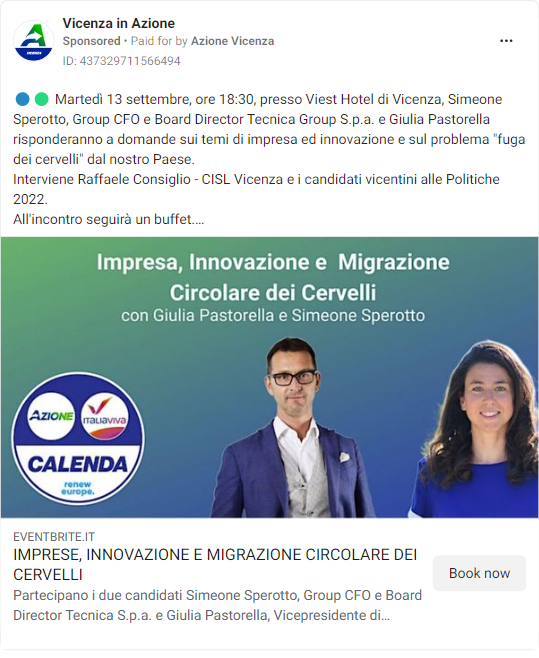 Vicenza in Azione
Sponsored • Paid for by Azione Vicenza
ID: 437329711566494
Martedì 13 settembre, ore 18:30, presso Viest Hotel di Vicenza, Simeone
Sperotto, Group CFO e Board Director Tecnica Group S.p.a. e Giulia Pastorella
risponderanno a domande sui temi di impresa ed innovazione e sul problema "fuga
dei cervelli" dal nostro Paese.
Interviene Raffaele Consiglio - CISL Vicenza e i candidati vicentini alle Politiche
2022.
All'incontro seguirà un buffet....
Impresa, Innovazione e Migrazione
Circolare dei Cervelli
con Giulia Pastorella e Simeone Sperotto
AZIONE
ITALIAVIVA
CALENDA
renew
europe.
EVENTBRITE.IT
IMPRESE, INNOVAZIONE E MIGRAZIONE CIRCOLARE DEI
CERVELLI
Book now
Partecipano i due candidati Simeone Sperotto, Group CFO e Board
Director Tecnica Group S.p.a. e Giulia Pastorella, Vicepresidente di...